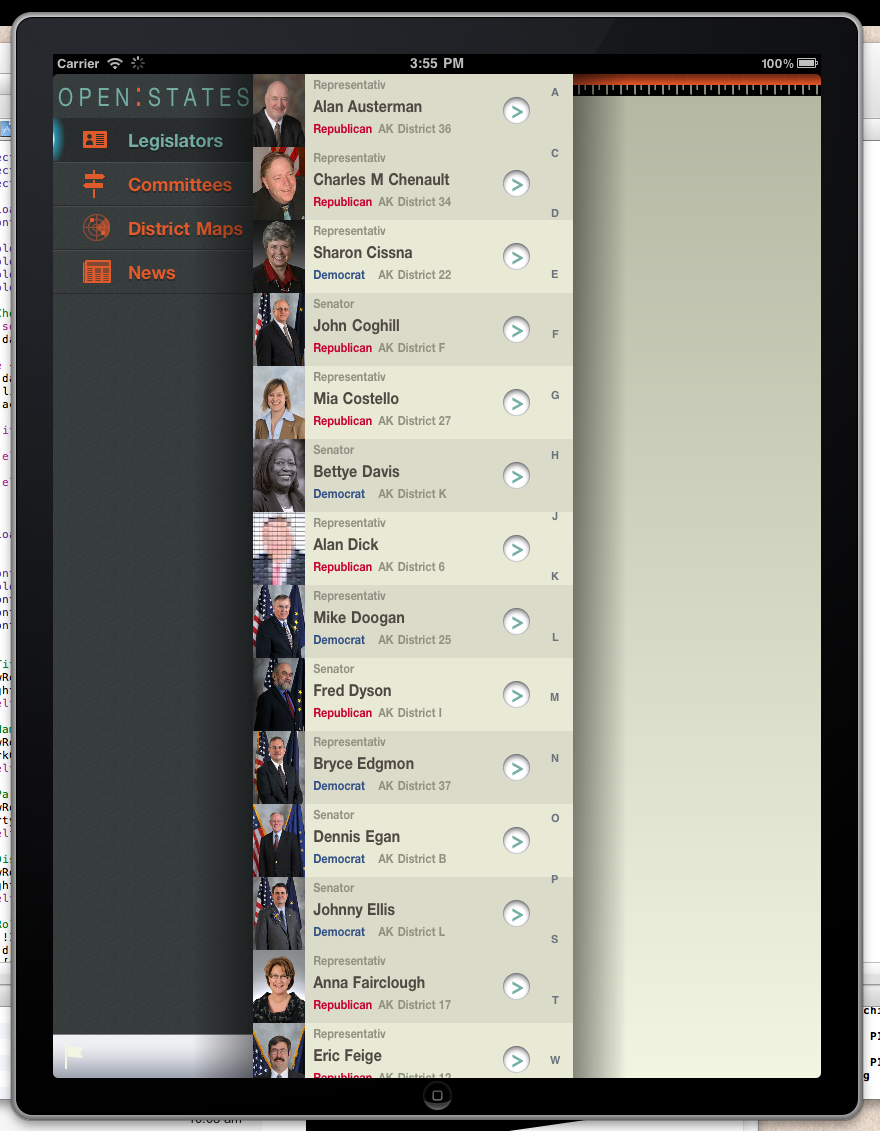 Carrier 3:55 PM 100%
OPEN:STATES
Legislators
Committees
District Maps
News
Representativ
Alan Austerman
Republican AK District 36
Representativ
Charles M Chenault
Republican AK District 34
Representativ
Sharon Cissna
Democrat AK District 22
Senator
John Coghill
Republican AK District F
Representativ
Mia Costello
Republican AK District 27
Senator
Bettye Davis
Democrat AK District K
Representativ
Alan Dick
Republican AK District 6
Representativ
Mike Doogan
Democrat AK District 25
Senator
Fred Dyson
Republican AK District I
Representativ
Bryce Edgmon
Democrat AK District 37
Senator
Dennis Egan
Democrat AK District B
Senator
Johnny Ellis
Democrat AK District L
Representativ
Anna Fairclough
Republican AK District 17
Representativ
Eric Feige
Republican AK District 12
A
C
D
E
F
G
H
J
K
L
M
N
O
P
S
T
W